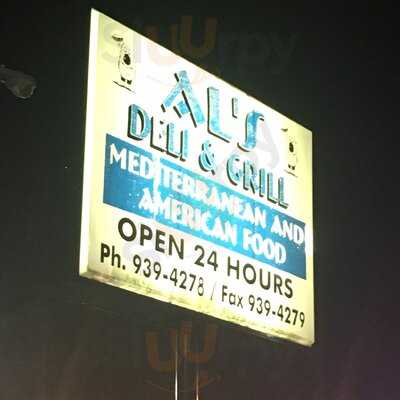 AL'S
DELI & GRILL
MEDITERRANEAN AND
AMERICAN FOOD
OPEN 24 HOURS
Ph. 939-4278 / Fax 939-4279